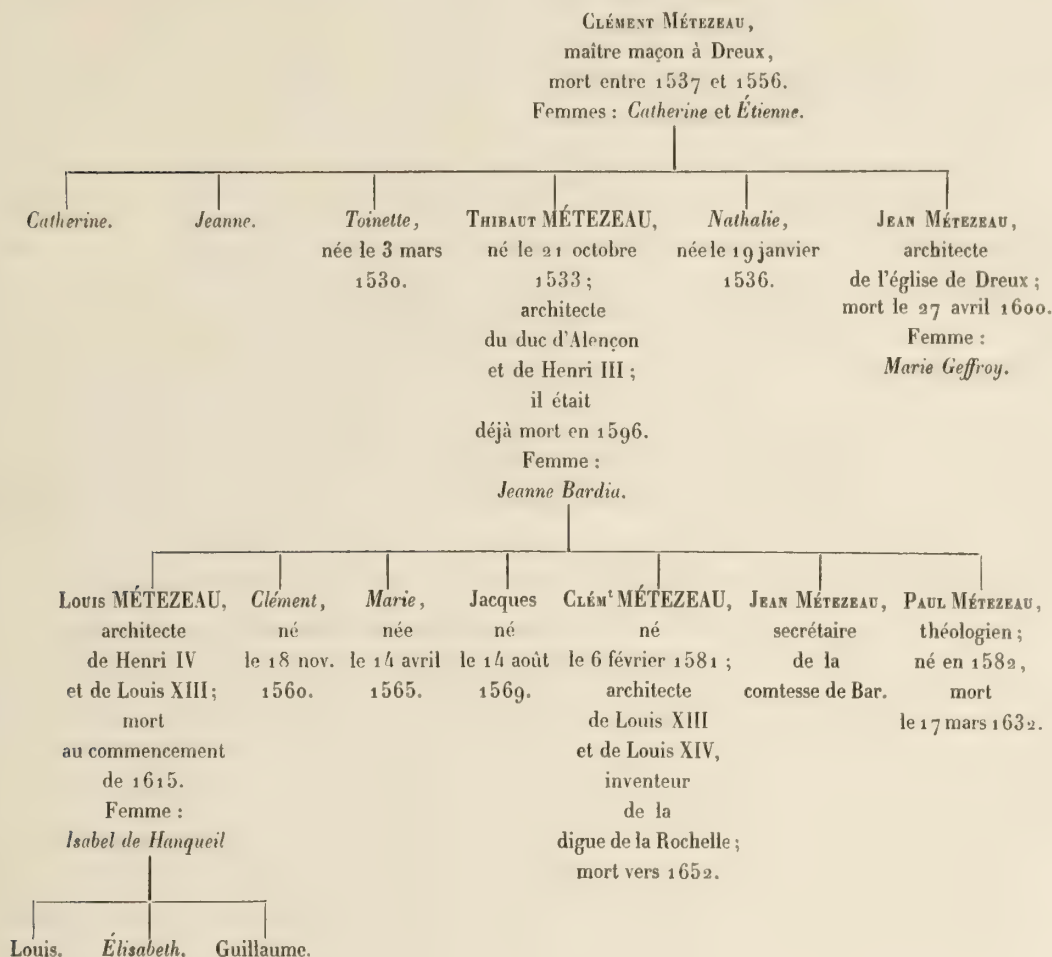 Clément Métezeau,
maître maçon à Dreux,
mort entre 1537 et 1556.
Femmes : Catherine et Étienne.
Catherine.
Jeanne.
Toinette,
née le 3 mars
1530.
Thibaut MÉTEZEAU,
né le 21 octobre
1533 ;
architecte
du duc d'Alençon
et de Henri III ;
il était
déjà mort en 1596.
Femme :
Jeanne Bardia.
Nathalie,
née le 19 janvier
1536.
Jean Métezeau,
architecte
de l'église de Dreux ;
mort le 27 avril 1600.
Femme :
Marie Geffroy.
Louis MÉTEZEAU,
architecte
de Henri IV
et de Louis XIII ;
mort
au commencement
de 1615.
Femme :
Isabel de Hanqueil
Clément,
né
le 18 nov.
1560.
Marie,
née
le 14 avril
1565.
Jacques
né
le 14 août
1569.
Clémᵗ MÉTEZEAU,
né
le 6 février 1581 ;
architecte
de Louis XIII
et de Louis XIV,
inventeur
de la
digue de la Rochelle ;
mort vers 1652.
Jean Métezeau,
secrétaire
de la
comtesse de Bar.
Paul Métezeau,
théologien ;
né en 1582,
mort
le 17 mars 1632.
Louis.
Élisabeth.
Guillaume.